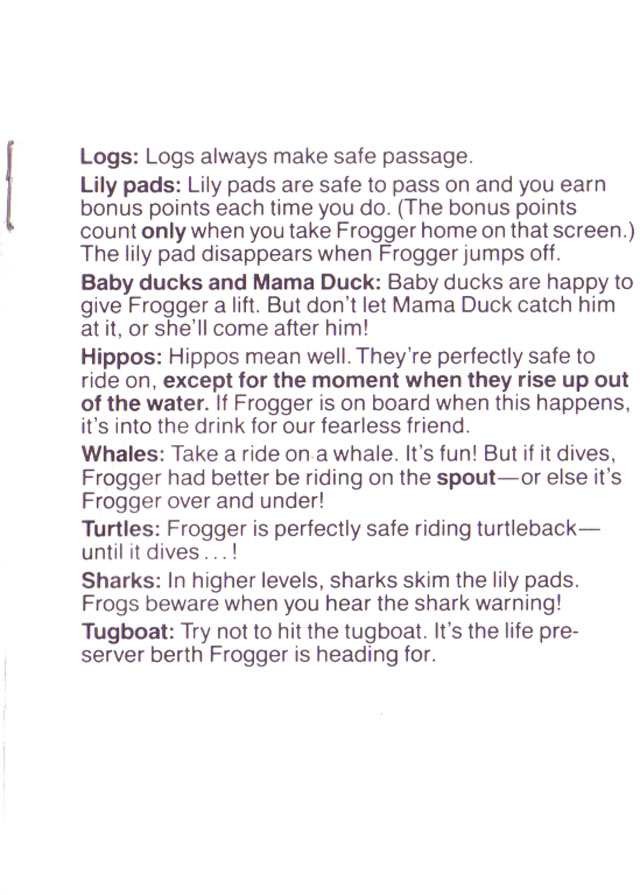 Logs: Logs always make safe passage.
Lily pads: Lily pads are safe to pass on and you earn
bonus points each time you do. (The bonus points
count only when you take Frogger home on that screen.)
The lily pad disappears when Frogger jumps off.
Baby ducks and Mama Duck: Baby ducks are happy to
give Frogger a lift. But don't let Mama Duck catch him
at it, or she'll come after him!
Hippos: Hippos mean well. They're perfectly safe to
ride on, except for the moment when they rise up out
of the water. If Frogger is on board when this happens,
it's into the drink for our fearless friend.
Whales: Take a ride on a whale. It's fun! But if it dives,
Frogger had better be riding on the spout—or else it's
Frogger over and under!
Turtles: Frogger is perfectly safe riding turtleback—
until it dives...!
Sharks: In higher levels, sharks skim the lily pads.
Frogs beware when you hear the shark warning!
Tugboat: Try not to hit the tugboat. It's the life pre-
server berth Frogger is heading for.